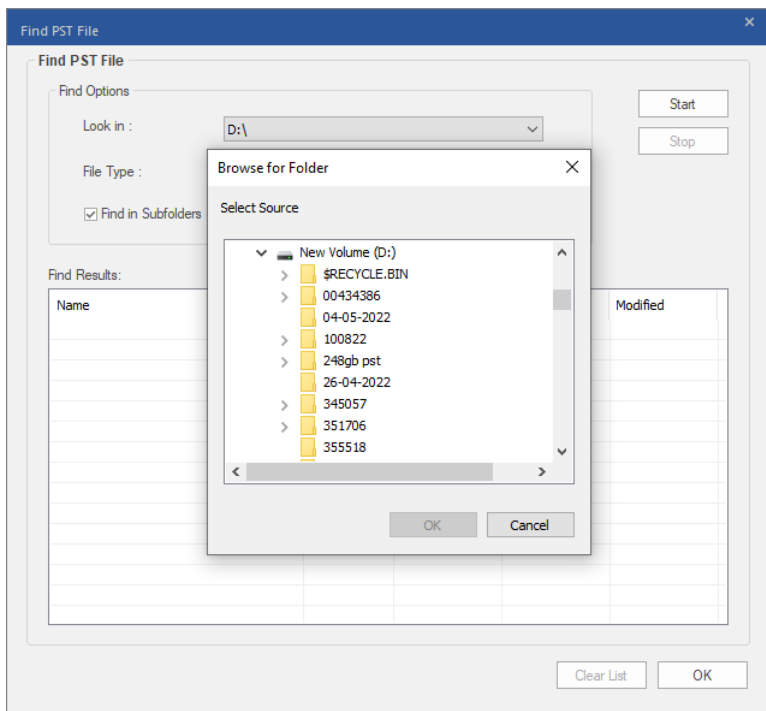 Find PST File
Find PST File
Find Options
Look in :
D:\
Start
Stop
File Type :
Find in Subfolders
Browse for Folder
Select Source
New Volume (D:)
$RECYCLE.BIN
00434386
04-05-2022
100822
248gb pst
26-04-2022
345057
351706
355518
OK
Cancel
Find Results:
Name
Modified
Clear List
OK